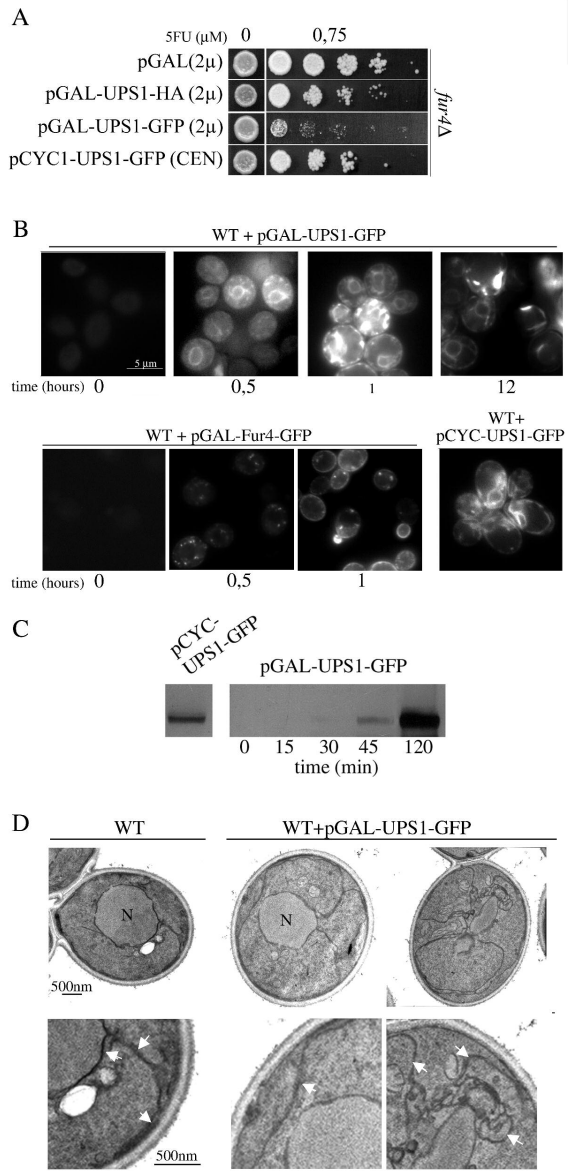 A
5FU (µM) 0 0,75
pGAL(2µ)
pGAL-UPS1-HA (2µ)
pGAL-UPS1-GFP (2µ)
pCYC1-UPS1-GFP (CEN)
fur4Δ
B
WT + pGAL-UPS1-GFP
5 µm
time (hours) 0 0,5 1 12
WT + pGAL-Fur4-GFP
WT+
pCYC-UPS1-GFP
time (hours) 0 0,5 1
C
pCYC-
UPS1-GFP
pGAL-UPS1-GFP
0 15 30 45 120
time (min)
D
WT WT+pGAL-UPS1-GFP
N N
500nm
500nm